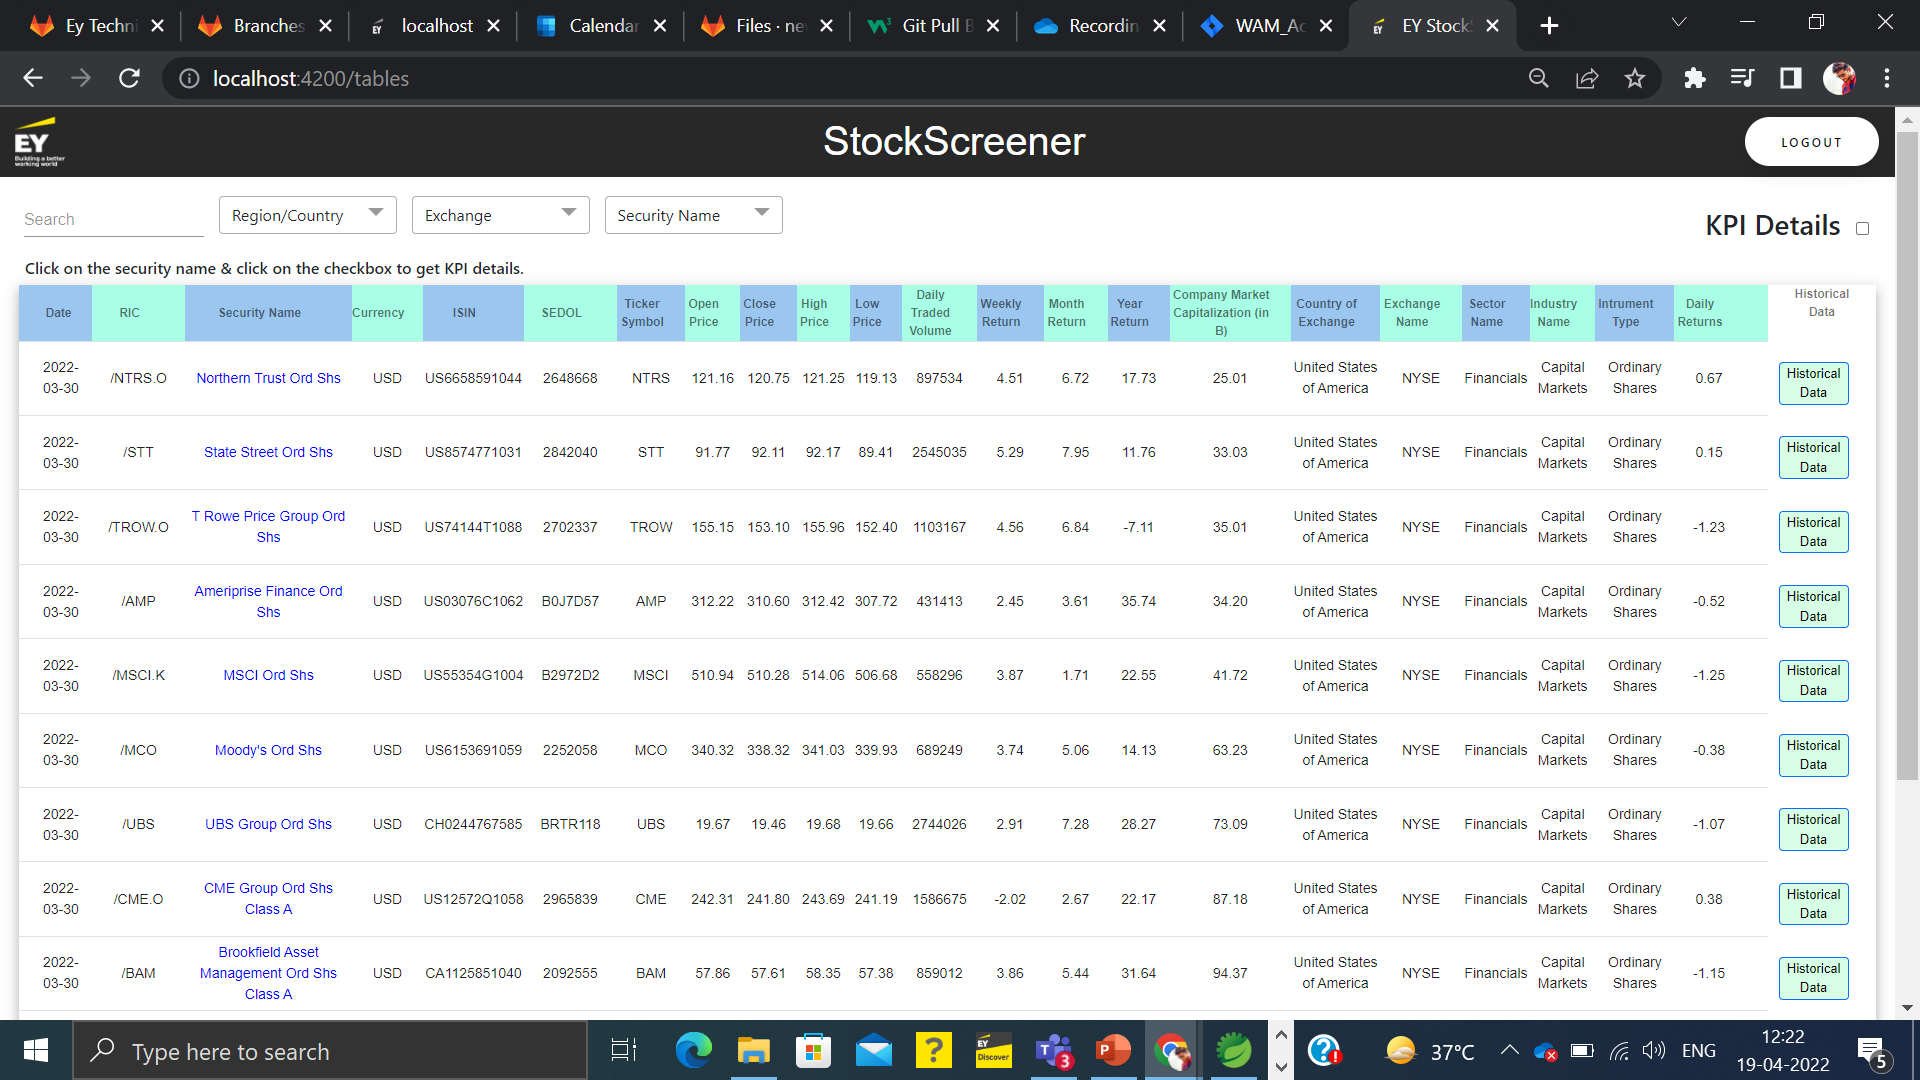 Ey Techni
Branches
localhost
Calendar
Files · ne
Git Pull
Recordin
WAM_Ac
EY Stock
localhost:4200/tables
EY
Building a better
working world
StockScreener
LOGOUT
Search
Region/Country
Exchange
Security Name
KPI Details
Click on the security name & click on the checkbox to get KPI details.
Date RIC Security Name Currency ISIN SEDOL Ticker Symbol Open Price Close Price High Price Low Price Daily Traded Volume Weekly Return Month Return Year Return Company Market Capitalization (in B) Country of Exchange Exchange Name Sector Name Industry Name Intrument Type Daily Returns Historical Data
2022-03-30 /NTRS.O Northern Trust Ord Shs USD US6658591044 2648668 NTRS 121.16 120.75 121.25 119.13 897534 4.51 6.72 17.73 25.01 United States of America NYSE Financials Capital Markets Ordinary Shares 0.67 Historical Data
2022-03-30 /STT State Street Ord Shs USD US8574771031 2842040 STT 91.77 92.11 92.17 89.41 2545035 5.29 7.95 11.76 33.03 United States of America NYSE Financials Capital Markets Ordinary Shares 0.15 Historical Data
2022-03-30 /TROW.O T Rowe Price Group Ord Shs USD US74144T1088 2702337 TROW 155.15 153.10 155.96 152.40 1103167 4.56 6.84 -7.11 35.01 United States of America NYSE Financials Capital Markets Ordinary Shares -1.23 Historical Data
2022-03-30 /AMP Ameriprise Finance Ord Shs USD US03076C1062 B0J7D57 AMP 312.22 310.60 312.42 307.72 431413 2.45 3.61 35.74 34.20 United States of America NYSE Financials Capital Markets Ordinary Shares -0.52 Historical Data
2022-03-30 /MSCI.K MSCI Ord Shs USD US55354G1004 B2972D2 MSCI 510.94 510.28 514.06 506.68 558296 3.87 1.71 22.55 41.72 United States of America NYSE Financials Capital Markets Ordinary Shares -1.25 Historical Data
2022-03-30 /MCO Moody's Ord Shs USD US6153691059 2252058 MCO 340.32 338.32 341.03 339.93 689249 3.74 5.06 14.13 63.23 United States of America NYSE Financials Capital Markets Ordinary Shares -0.38 Historical Data
2022-03-30 /UBS UBS Group Ord Shs USD CH0244767585 BRTR118 UBS 19.67 19.46 19.68 19.66 2744026 2.91 7.28 28.27 73.09 United States of America NYSE Financials Capital Markets Ordinary Shares -1.07 Historical Data
2022-03-30 /CME.O CME Group Ord Shs Class A USD US12572Q1058 2965839 CME 242.31 241.80 243.69 241.19 1586675 -2.02 2.67 22.17 87.18 United States of America NYSE Financials Capital Markets Ordinary Shares 0.38 Historical Data
2022-03-30 /BAM Brookfield Asset Management Ord Shs Class A USD CA1125851040 2092555 BAM 57.86 57.61 58.35 57.38 859012 3.86 5.44 31.64 94.37 United States of America NYSE Financials Capital Markets Ordinary Shares -1.15 Historical Data
Type here to search
EY
Discover
3
37°C
ENG
12:22
19-04-2022
5